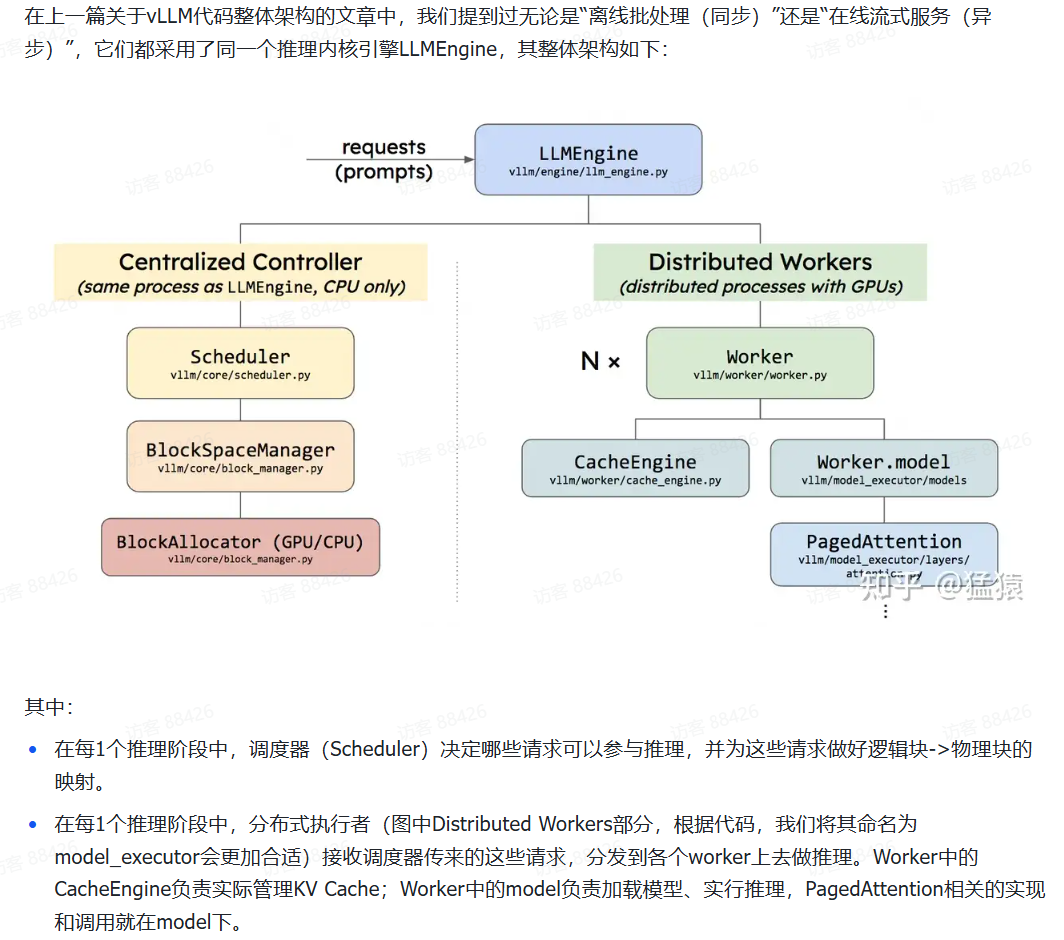 在上一篇关于vLLM代码整体架构的文章中，我们提到过无论是“离线批处理（同步）”还是“在线流式服务（异
步）”，它们都采用了同一个推理内核引擎LLMEngine，其整体架构如下：
requests
(prompts)
LLMEngine
vllm/engine/llm_engine.py
Centralized Controller
(same process as LLMEngine, CPU only)
Scheduler
vllm/core/scheduler.py
BlockSpaceManager
vllm/core/block_manager.py
BlockAllocator (GPU/CPU)
vllm/core/block_manager.py
Distributed Workers
(distributed processes with GPUs)
N ×
Worker
vllm/worker/worker.py
CacheEngine
vllm/worker/cache_engine.py
Worker.model
vllm/model_executor/models
PagedAttention
vllm/model_executor/layers/
attention.py
知乎 @猛猿
其中：
在每1个推理阶段中，调度器（Scheduler）决定哪些请求可以参与推理，并为这些请求做好逻辑块->物理块的
映射。
在每1个推理阶段中，分布式执行者（图中Distributed Workers部分，根据代码，我们将其命名为
model_executor会更加合适）接收调度器传来的这些请求，分发到各个worker上去做推理。Worker中的
CacheEngine负责实际管理KV Cache；Worker中的model负责加载模型、实行推理，PagedAttention相关的实现
和调用就在model下。
访客 88426